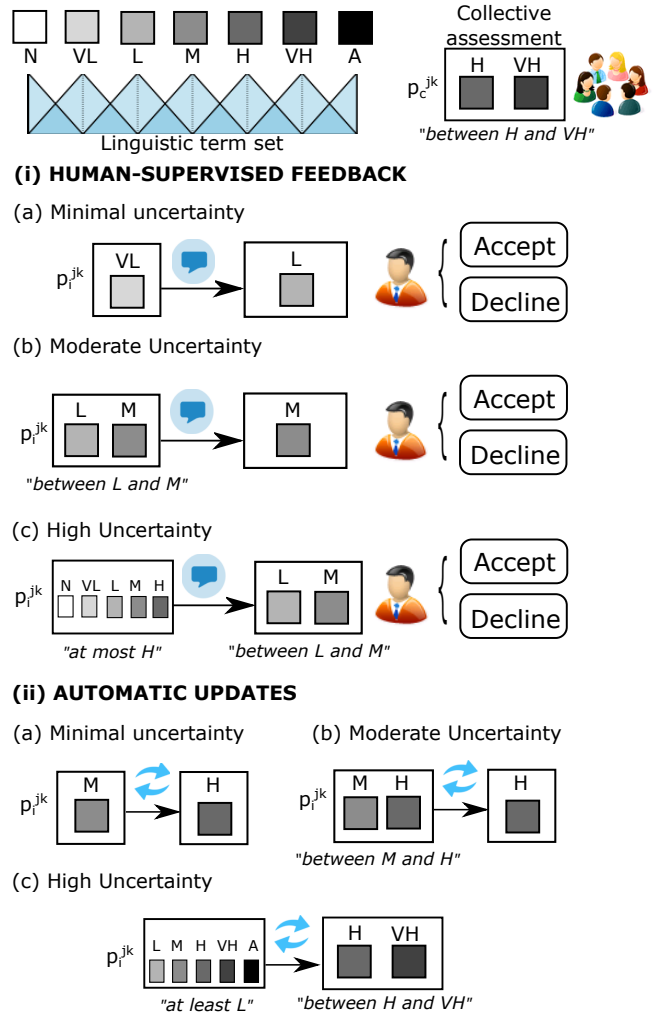 N VL L M H VH A
Linguistic term set
Collective
assessment
p_c^jk
H VH
"between H and VH"
(i) HUMAN-SUPERVISED FEEDBACK
(a) Minimal uncertainty
p_i^jk
VL
L
Accept
Decline
(b) Moderate Uncertainty
p_i^jk
L M
M
"between L and M"
Accept
Decline
(c) High Uncertainty
p_i^jk
N VL L M H
L M
"at most H"
"between L and M"
Accept
Decline
(ii) AUTOMATIC UPDATES
(a) Minimal uncertainty
p_i^jk
M
H
(b) Moderate Uncertainty
p_i^jk
M H
H
"between M and H"
(c) High Uncertainty
p_i^jk
L M H VH A
H VH
"at least L"
"between H and VH"